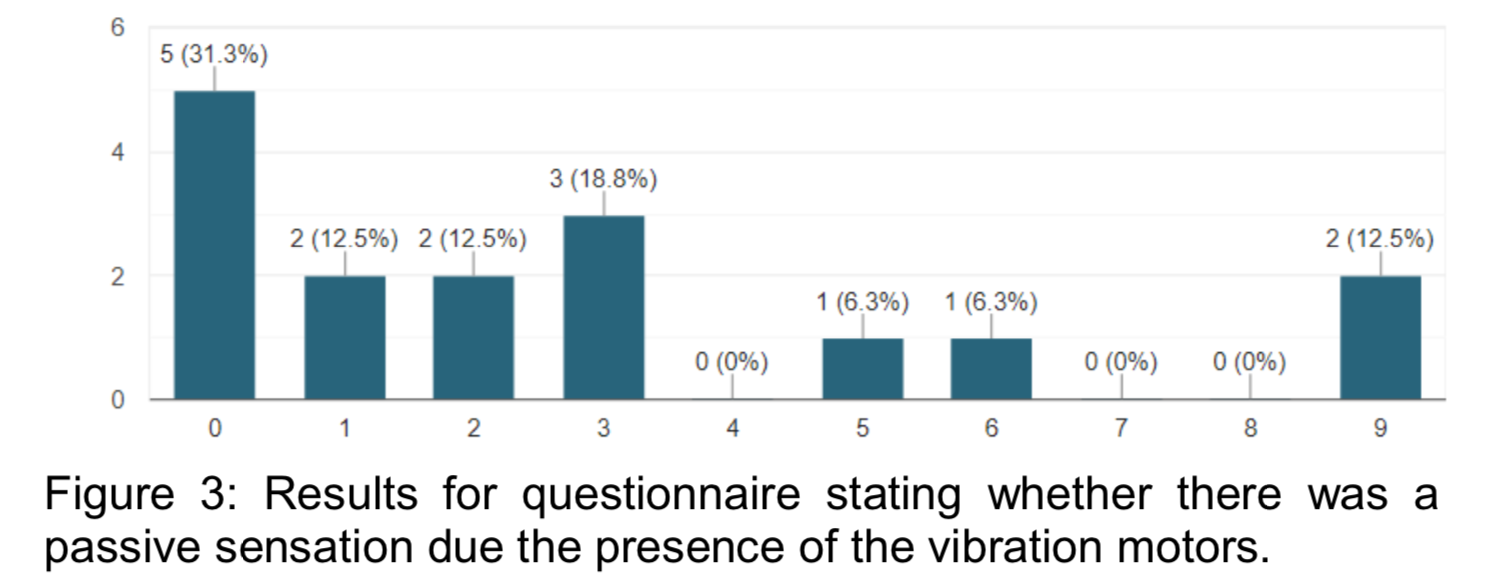 6
5 (31.3%)
4
3 (18.8%)
2 (12.5%) 2 (12.5%) 2 (12.5%)
2
1 (6.3%) 1 (6.3%)
0 (0%) 0 (0%) 0 (0%)
0
0 1 2 3 4 5 6 7 8 9
Figure 3: Results for questionnaire stating whether there was a
passive sensation due the presence of the vibration motors.